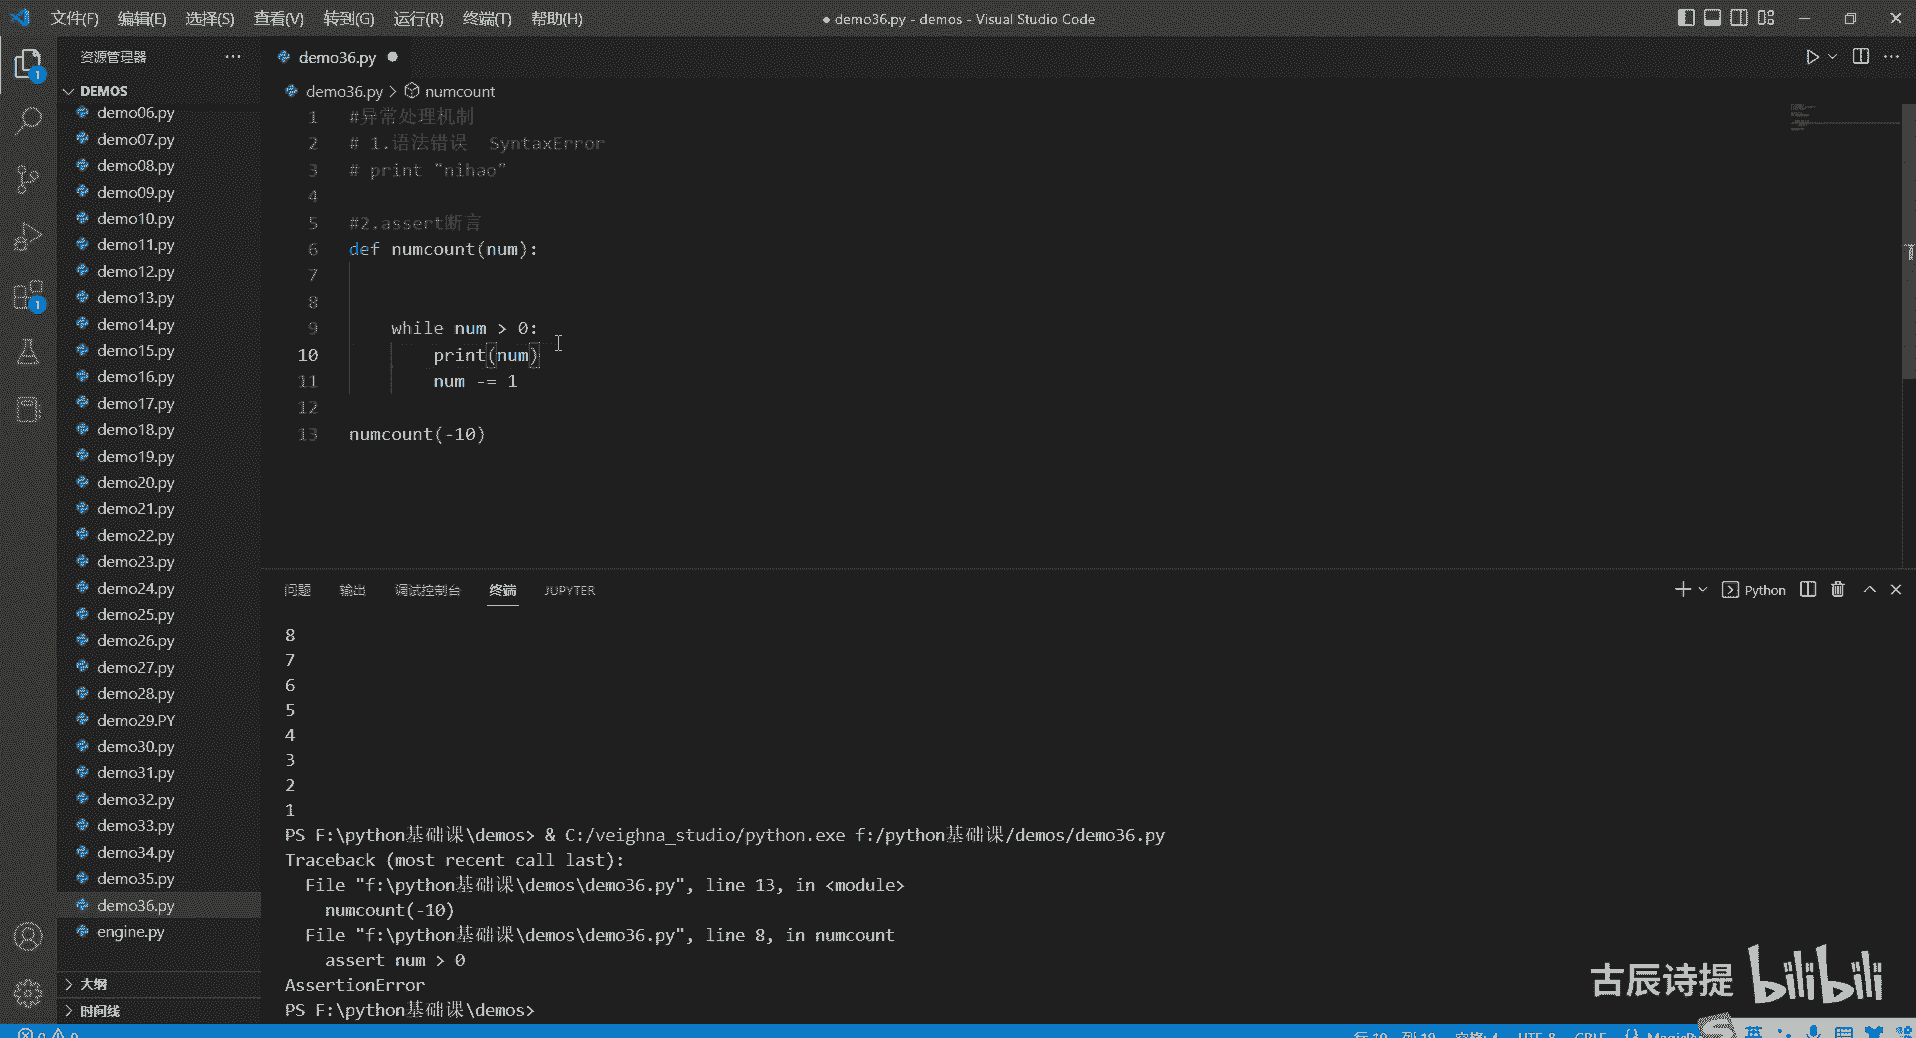 文件(F) 编辑(E) 选择(S) 查看(V) 转到(G) 运行(R) 终端(T) 帮助(H)
● demo36.py - demos - Visual Studio Code
资源管理器
demo36.py
DEMOS
demo36.py > numcount
demo06.py
demo07.py
demo08.py
demo09.py
demo10.py
demo11.py
demo12.py
demo13.py
demo14.py
demo15.py
demo16.py
demo17.py
demo18.py
demo19.py
demo20.py
demo21.py
demo22.py
demo23.py
demo24.py
demo25.py
demo26.py
demo27.py
demo28.py
demo29.PY
demo30.py
demo31.py
demo32.py
demo33.py
demo34.py
demo35.py
demo36.py
engine.py
大纲
时间线
1
1
1 #异常处理机制
2 # 1.语法错误  SyntaxError
3 # print "nihao"
4
5 #2.assert断言
6 def numcount(num):
7
8
9     while num > 0:
10         print(num)
11         num -= 1
12
13 numcount(-10)
问题 输出 调试控制台 终端 JUPYTER
Python
8
7
6
5
4
3
2
1
PS F:\python基础课\demos> & C:/veighna_studio/python.exe f:/python基础课/demos/demo36.py
Traceback (most recent call last):
  File "f:\python基础课\demos\demo36.py", line 13, in <module>
    numcount(-10)
  File "f:\python基础课\demos\demo36.py", line 8, in numcount
    assert num > 0
AssertionError
PS F:\python基础课\demos>
古辰诗提 bilibili
行 10，列 19 空格: 4 UTF-8 CRLF
英